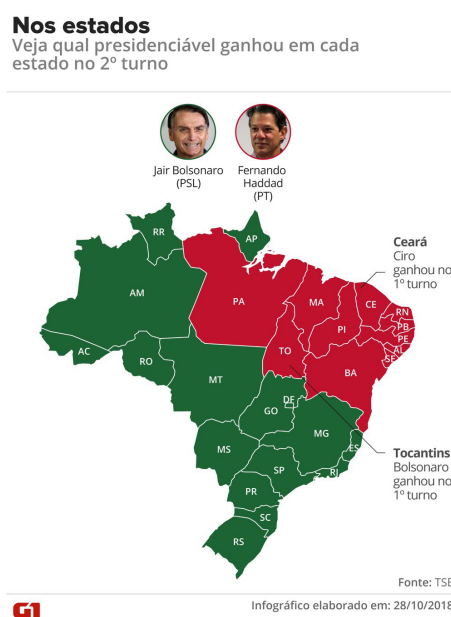 Nos estados
Veja qual presidenciável ganhou em cada
estado no 2º turno
Jair Bolsonaro
(PSL)
Fernando
Haddad
(PT)
RR
AP
Ceará
Ciro
ganhou no
1º turno
AM
PA
MA
CE
RN
PB
PI
PE
AL
SE
AC
RO
TO
BA
MT
DF
GO
MG
ES
MS
SP
RJ
Tocantins
Bolsonaro
ganhou no
1º turno
PR
SC
RS
Fonte: TSE
G1
Infográfico elaborado em: 28/10/2018